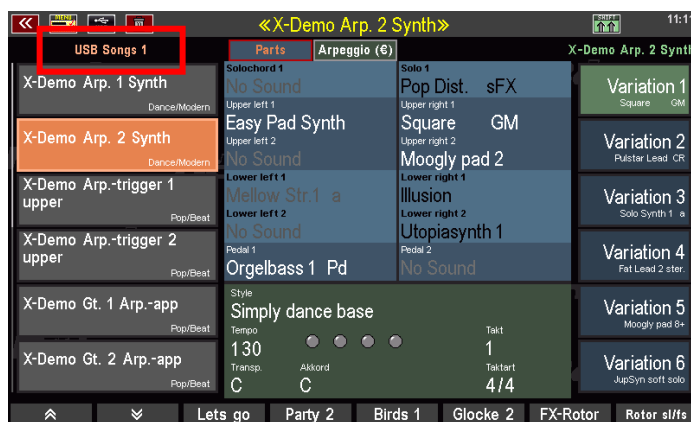 MENU
SHIFT
«X-Demo Arp. 2 Synth»
11:1
USB Songs 1
Parts
Arpeggio (€)
X-Demo Arp. 2 Synth
X-Demo Arp. 1 Synth
Dance/Modern
X-Demo Arp. 2 Synth
Dance/Modern
X-Demo Arp.-trigger 1
upper
Pop/Beat
X-Demo Arp.-trigger 2
upper
Pop/Beat
X-Demo Gt. 1 Arp.-app
Pop/Beat
X-Demo Gt. 2 Arp.-app
Pop/Beat
Solochord 1
No Sound
Upper left 1
Easy Pad Synth
Upper left 2
No Sound
Lower left 1
Mellow Str.1 a
Lower left 2
No Sound
Pedal 1
Orgelbass 1 Pd
Solo 1
Pop Dist. sFX
Upper right 1
Square GM
Upper right 2
Moogly pad 2
Lower right 1
Illusion
Lower right 2
Utopiasynth 1
Pedal 2
No Sound
Style
Simply dance base
Tempo
130
Takt
1
Transp.
C
Akkord
C
Taktart
4/4
Variation 1
Square GM
Variation 2
Pulstar Lead CR
Variation 3
Solo Synth 1 a
Variation 4
Fat Lead 2 ster.
Variation 5
Moogly pad 8+
Variation 6
JupSyn soft solo
Lets go
Party 2
Birds 1
Glocke 2
FX-Rotor
Rotor sl/fs